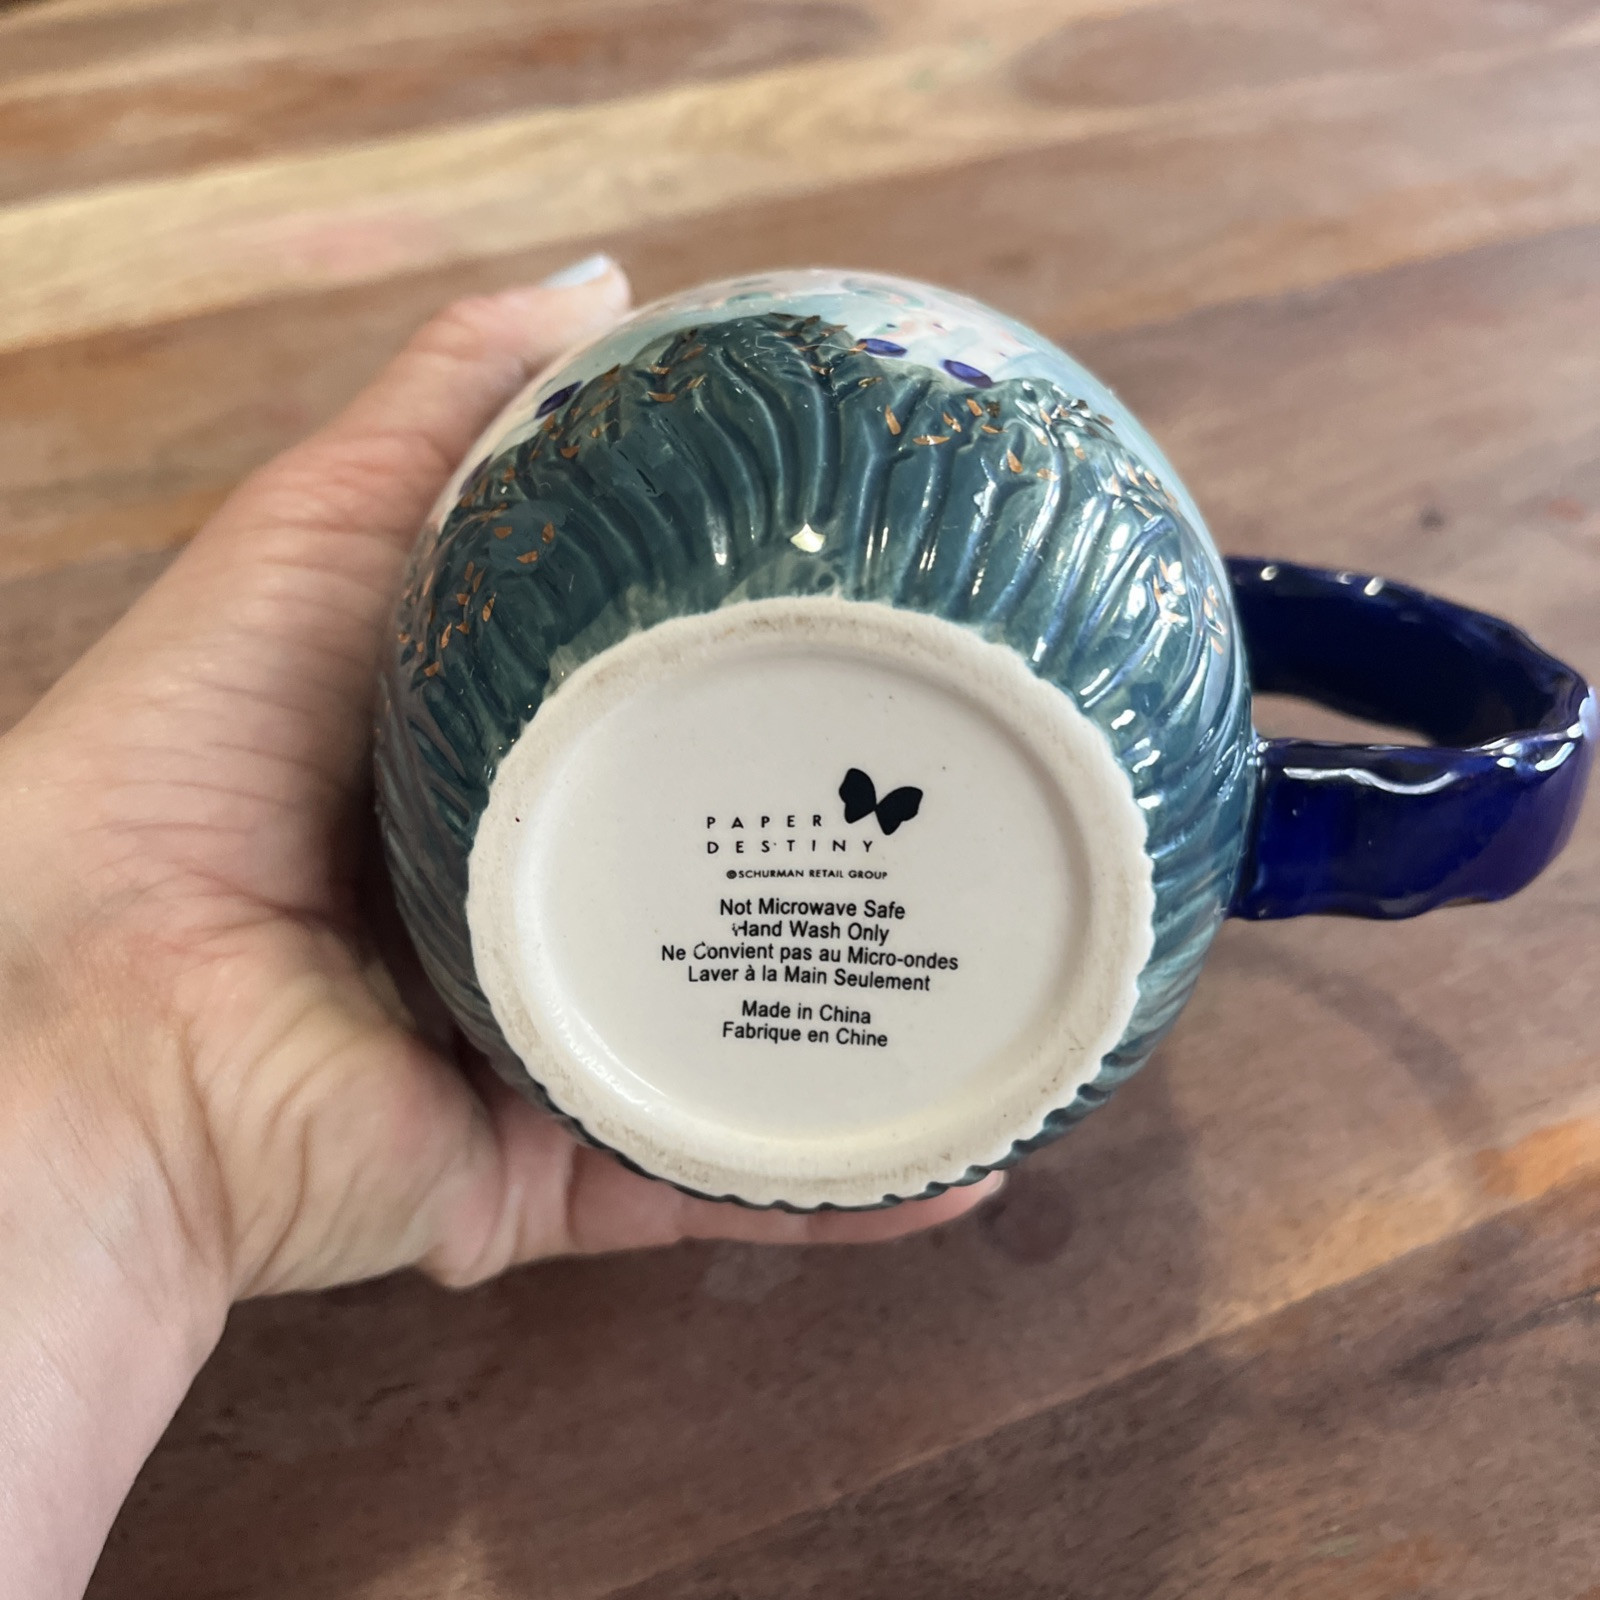 PAPER
DESTINY
©SCHURMAN RETAIL GROUP
Not Microwave Safe
Hand Wash Only
Ne Convient pas au Micro-ondes
Laver à la Main Seulement
Made in China
Fabrique en Chine